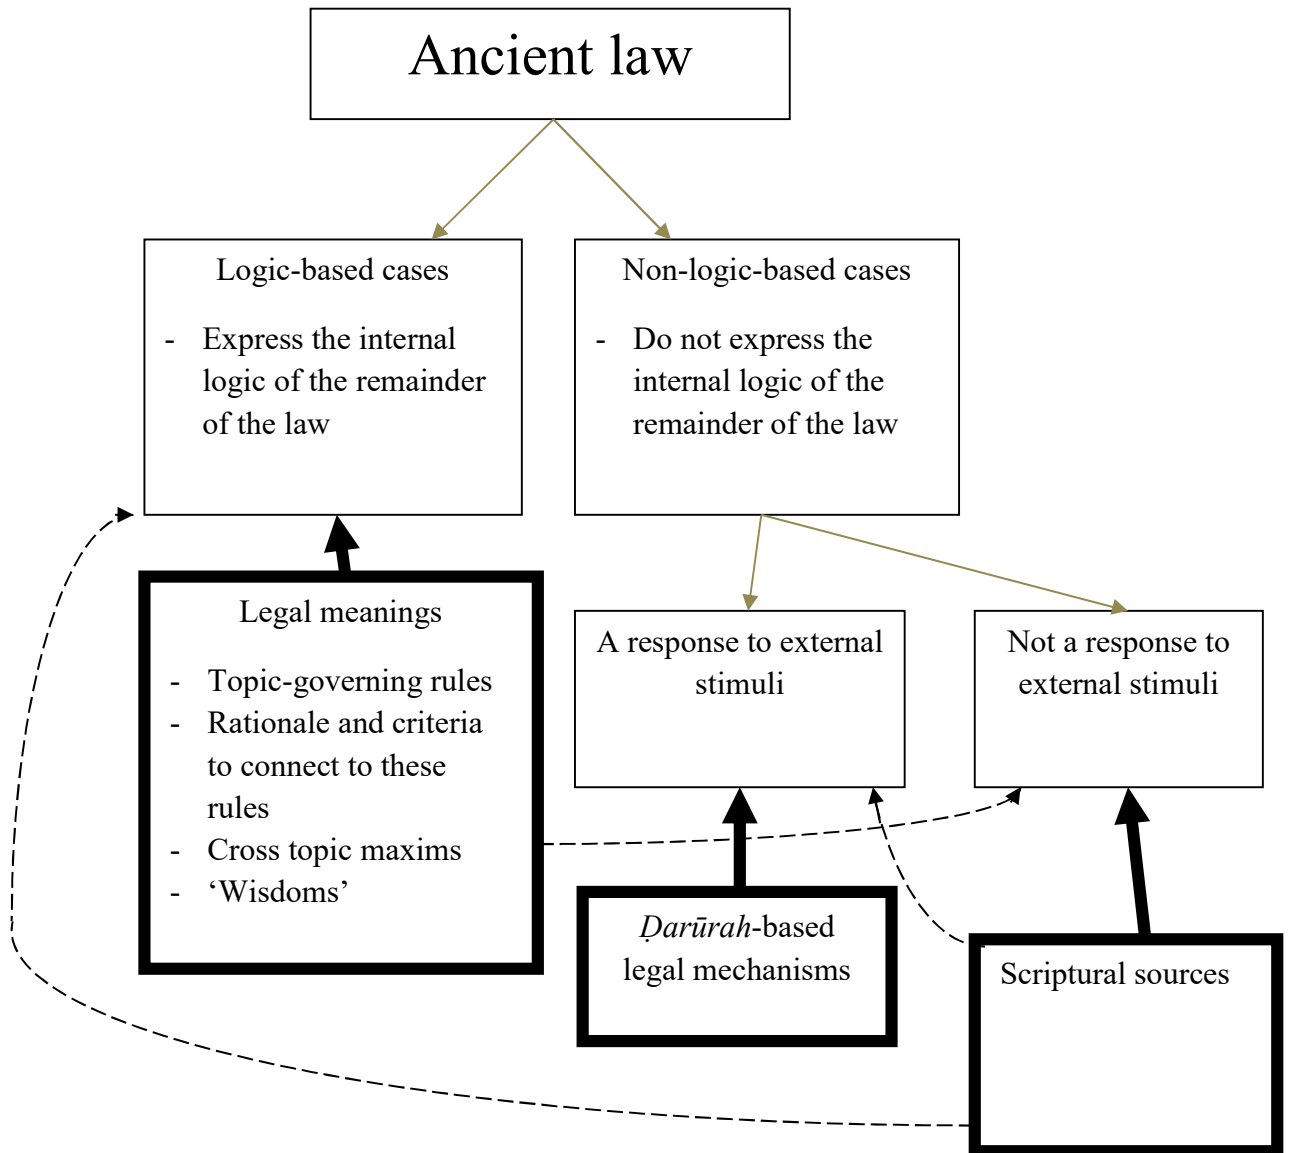 Ancient law
Logic-based cases
- Express the internal
logic of the remainder
of the law
Non-logic-based cases
- Do not express the
internal logic of the
remainder of the law
Legal meanings
- Topic-governing rules
- Rationale and criteria
to connect to these
rules
- Cross topic maxims
- ‘Wisdoms’
A response to external
stimuli
Not a response to
external stimuli
Ḍarūrah-based
legal mechanisms
Scriptural sources